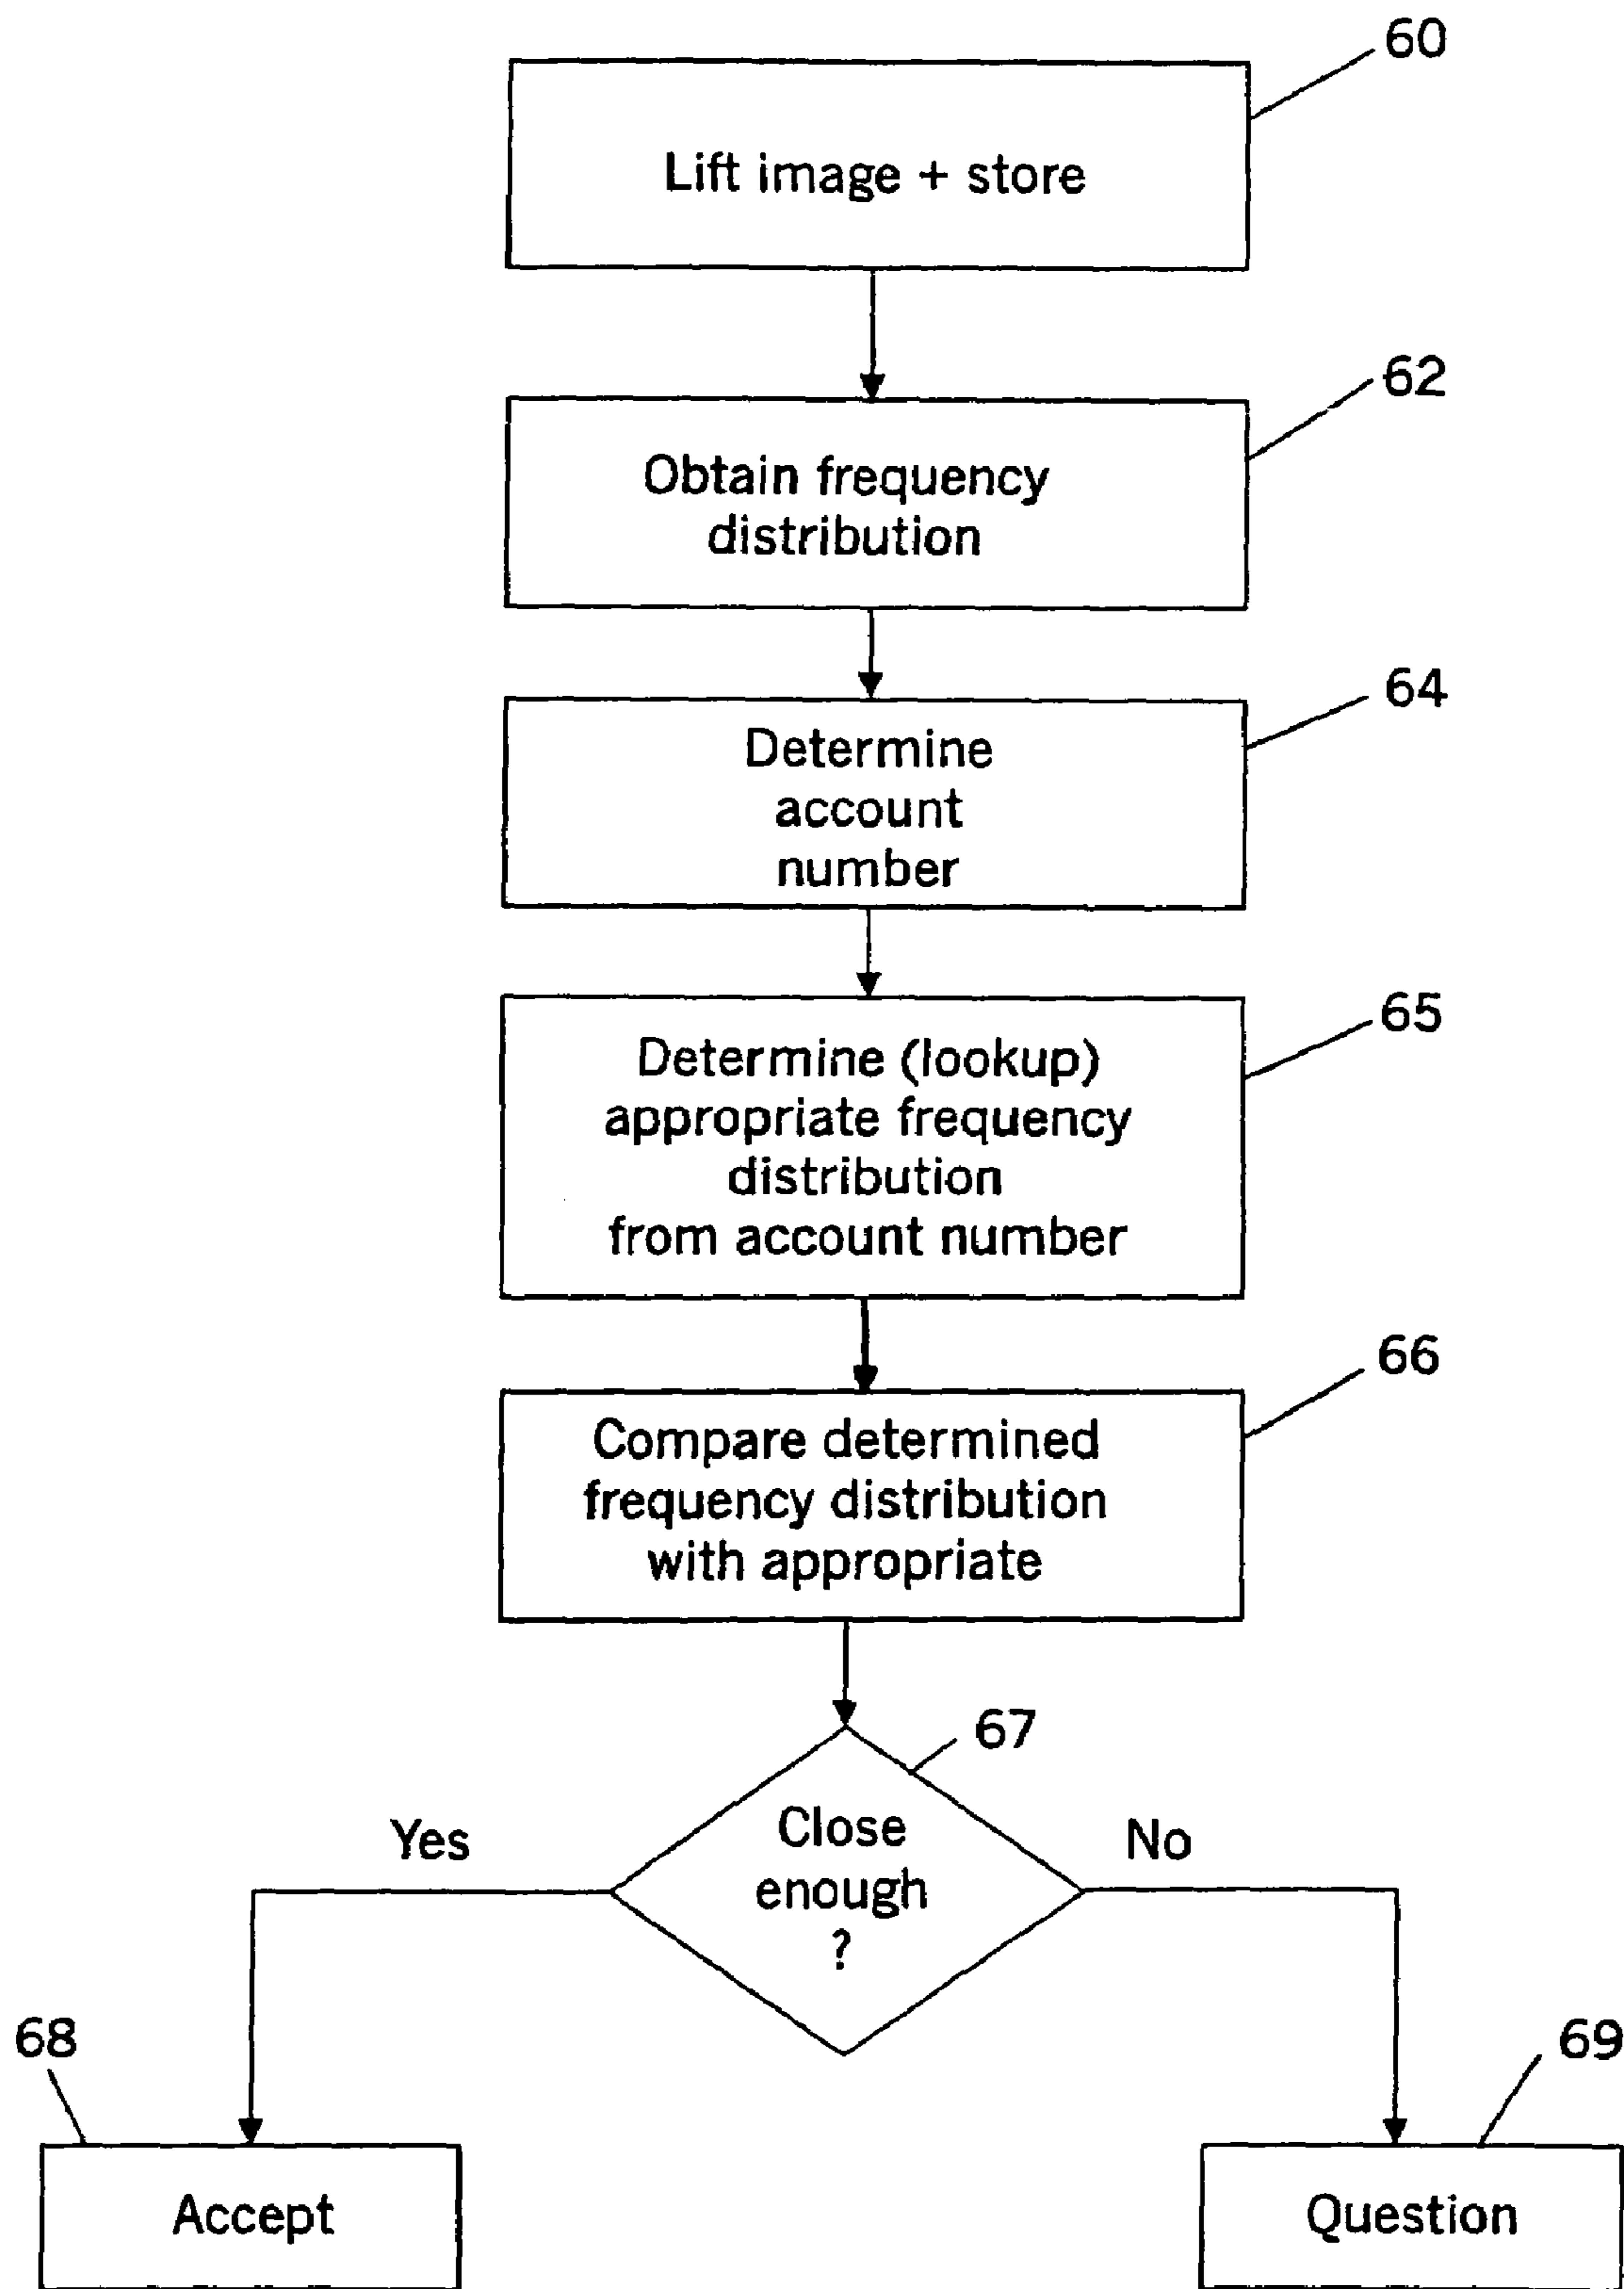 60
Lift image + store
62
Obtain frequency
distribution
64
Determine
account
number
65
Determine (lookup)
appropriate frequency
distribution
from account number
66
Compare determined
frequency distribution
with appropriate
67
Close
enough
?
Yes
No
68
69
Accept
Question